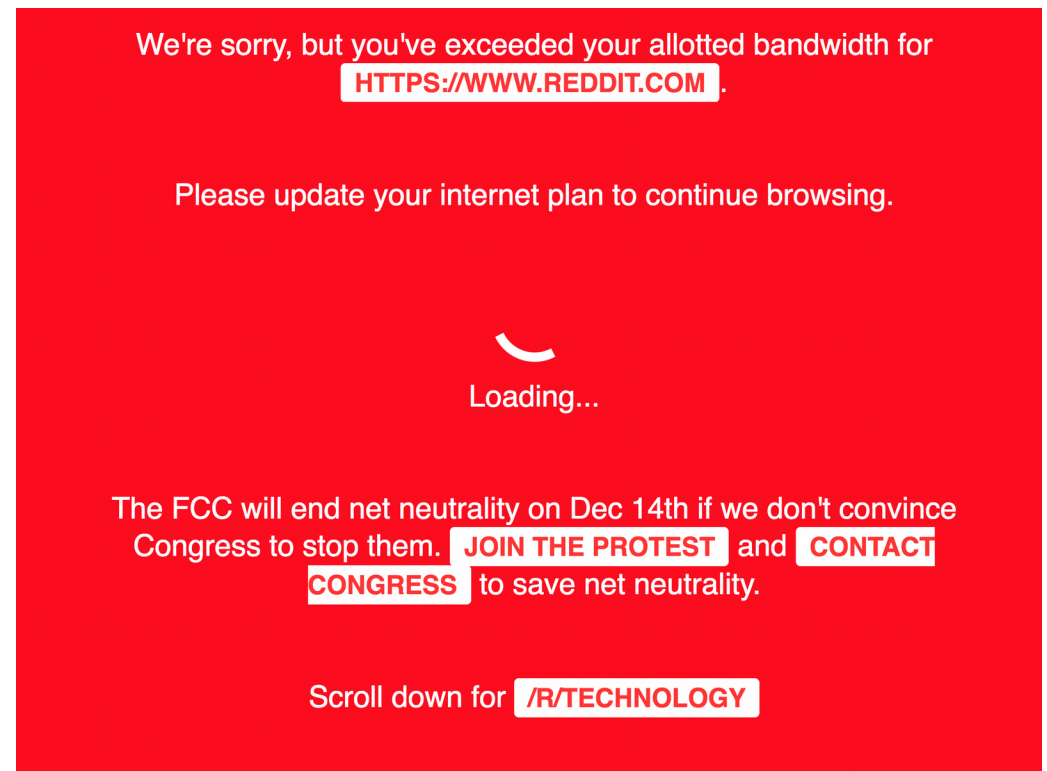 We're sorry, but you've exceeded your allotted bandwidth for
HTTPS://WWW.REDDIT.COM .
Please update your internet plan to continue browsing.
Loading...
The FCC will end net neutrality on Dec 14th if we don't convince
Congress to stop them. JOIN THE PROTEST and CONTACT
CONGRESS to save net neutrality.
Scroll down for /R/TECHNOLOGY